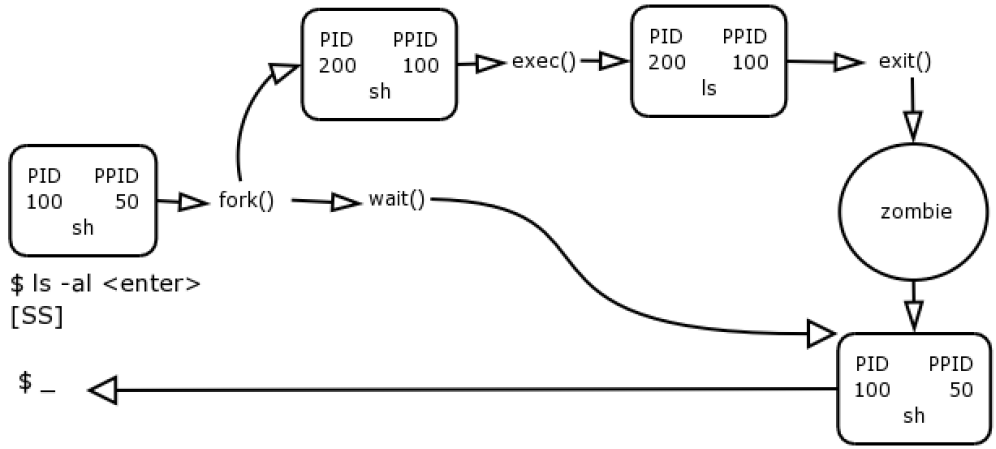 PID PPID
200 100
sh
exec()
PID PPID
200 100
ls
exit()
PID PPID
100 50
sh
fork()
wait()
zombie
$ ls -al <enter>
[SS]
PID PPID
100 50
sh
$ _